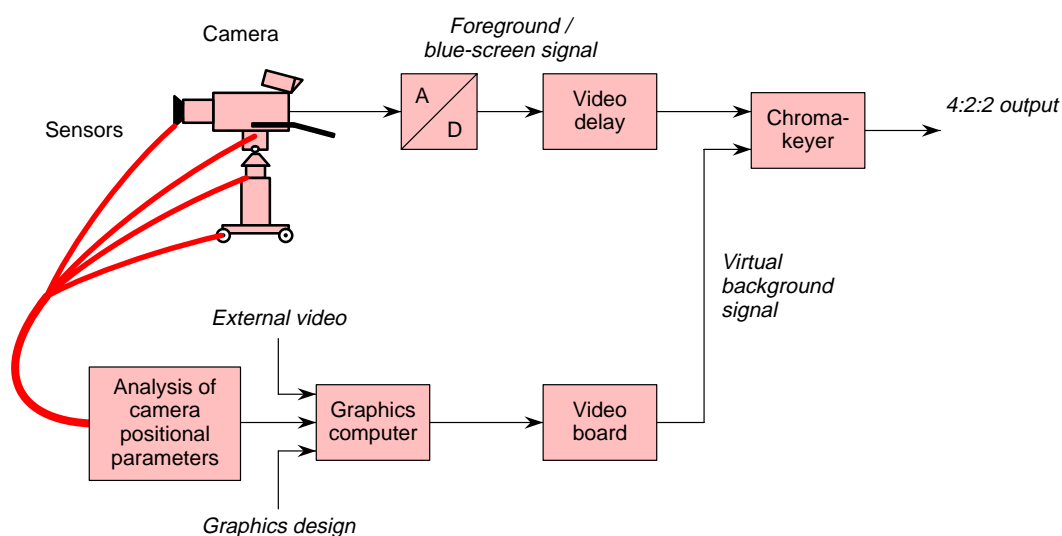 Camera
Foreground /
blue-screen signal
Sensors
A
D
Video
delay
Chroma-
keyer
4:2:2 output
Virtual
background
signal
External video
Analysis of
camera
positional
parameters
Graphics
computer
Video
board
Graphics design